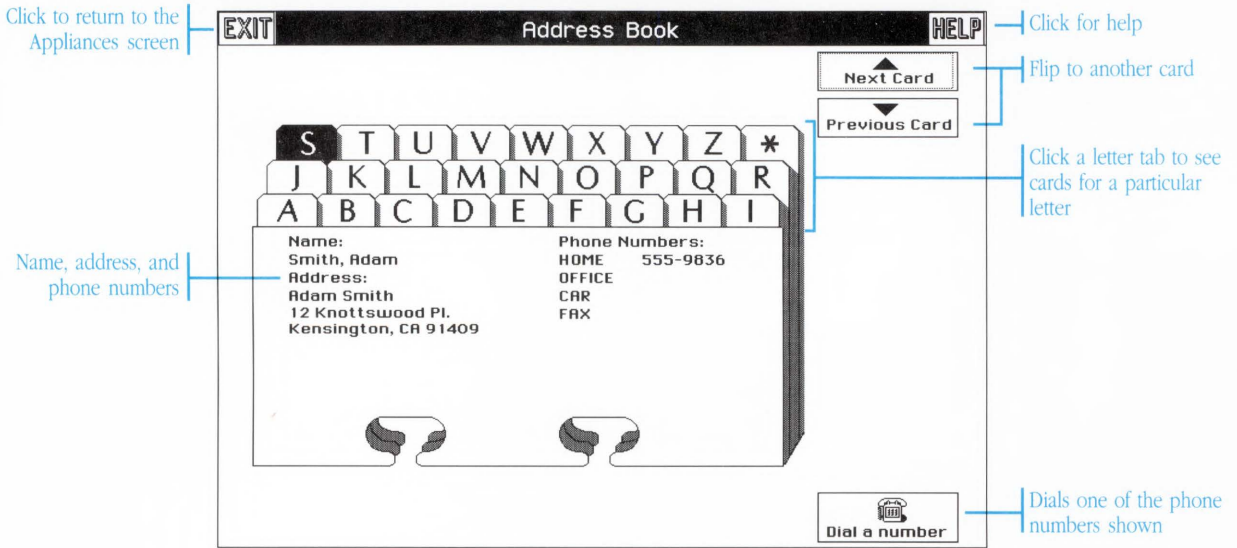 Click to return to the
Appliances screen
EXIT
Address Book
HELP
Click for help
Next Card
Flip to another card
Previous Card
S T U V W X Y Z *
J K L M N O P Q R
A B C D E F G H I
Click a letter tab to see
cards for a particular
letter
Name, address, and
phone numbers
Name:
Smith, Adam
Address:
Adam Smith
12 Knottswood Pl.
Kensington, CA 91409
Phone Numbers:
HOME 555-9836
OFFICE
CAR
FAX
Dial a number
Dials one of the phone
numbers shown